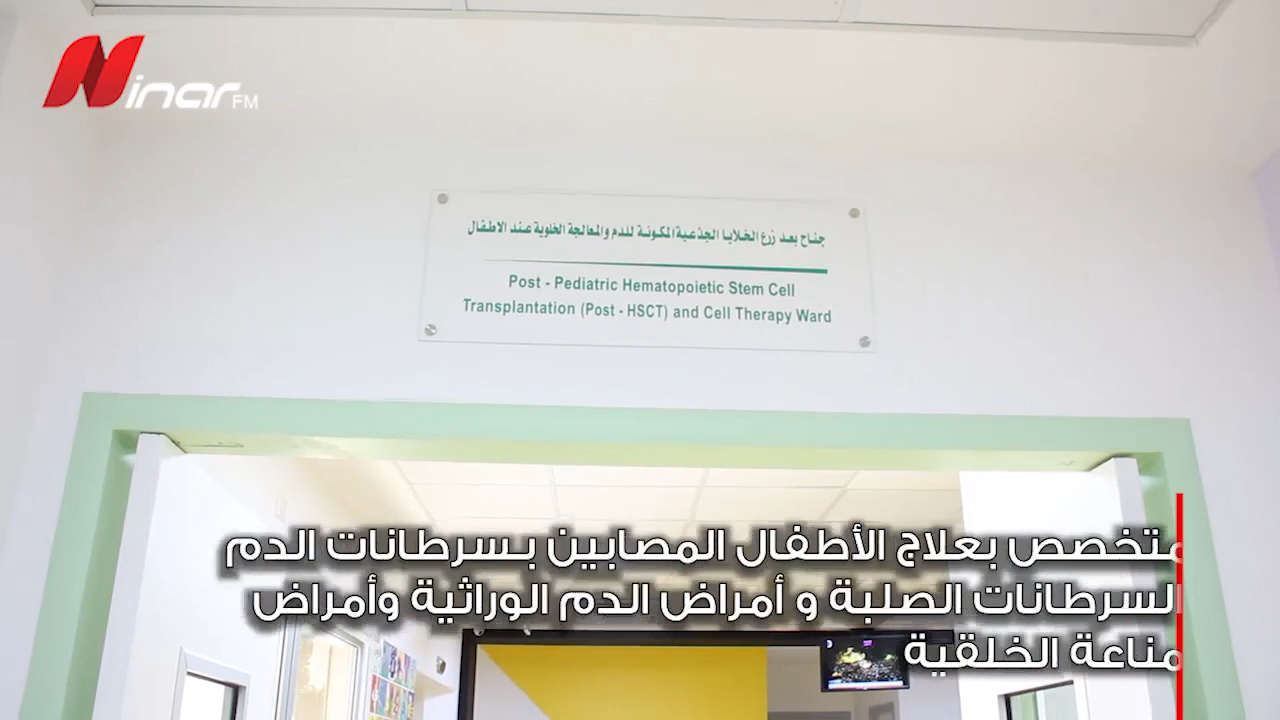 Ninar FM
جناح بعد زرع الخلايا الجذعية المكونة للدم والمعالجة الخلوية عند الاطفال
Post - Pediatric Hematopoietic Stem Cell
Transplantation (Post - HSCT) and Cell Therapy Ward
متخصص بعلاج الأطفال المصابين بسرطانات الدم
السرطانات الصلبة و أمراض الدم الوراثية وأمراض
مناعة الخلقية